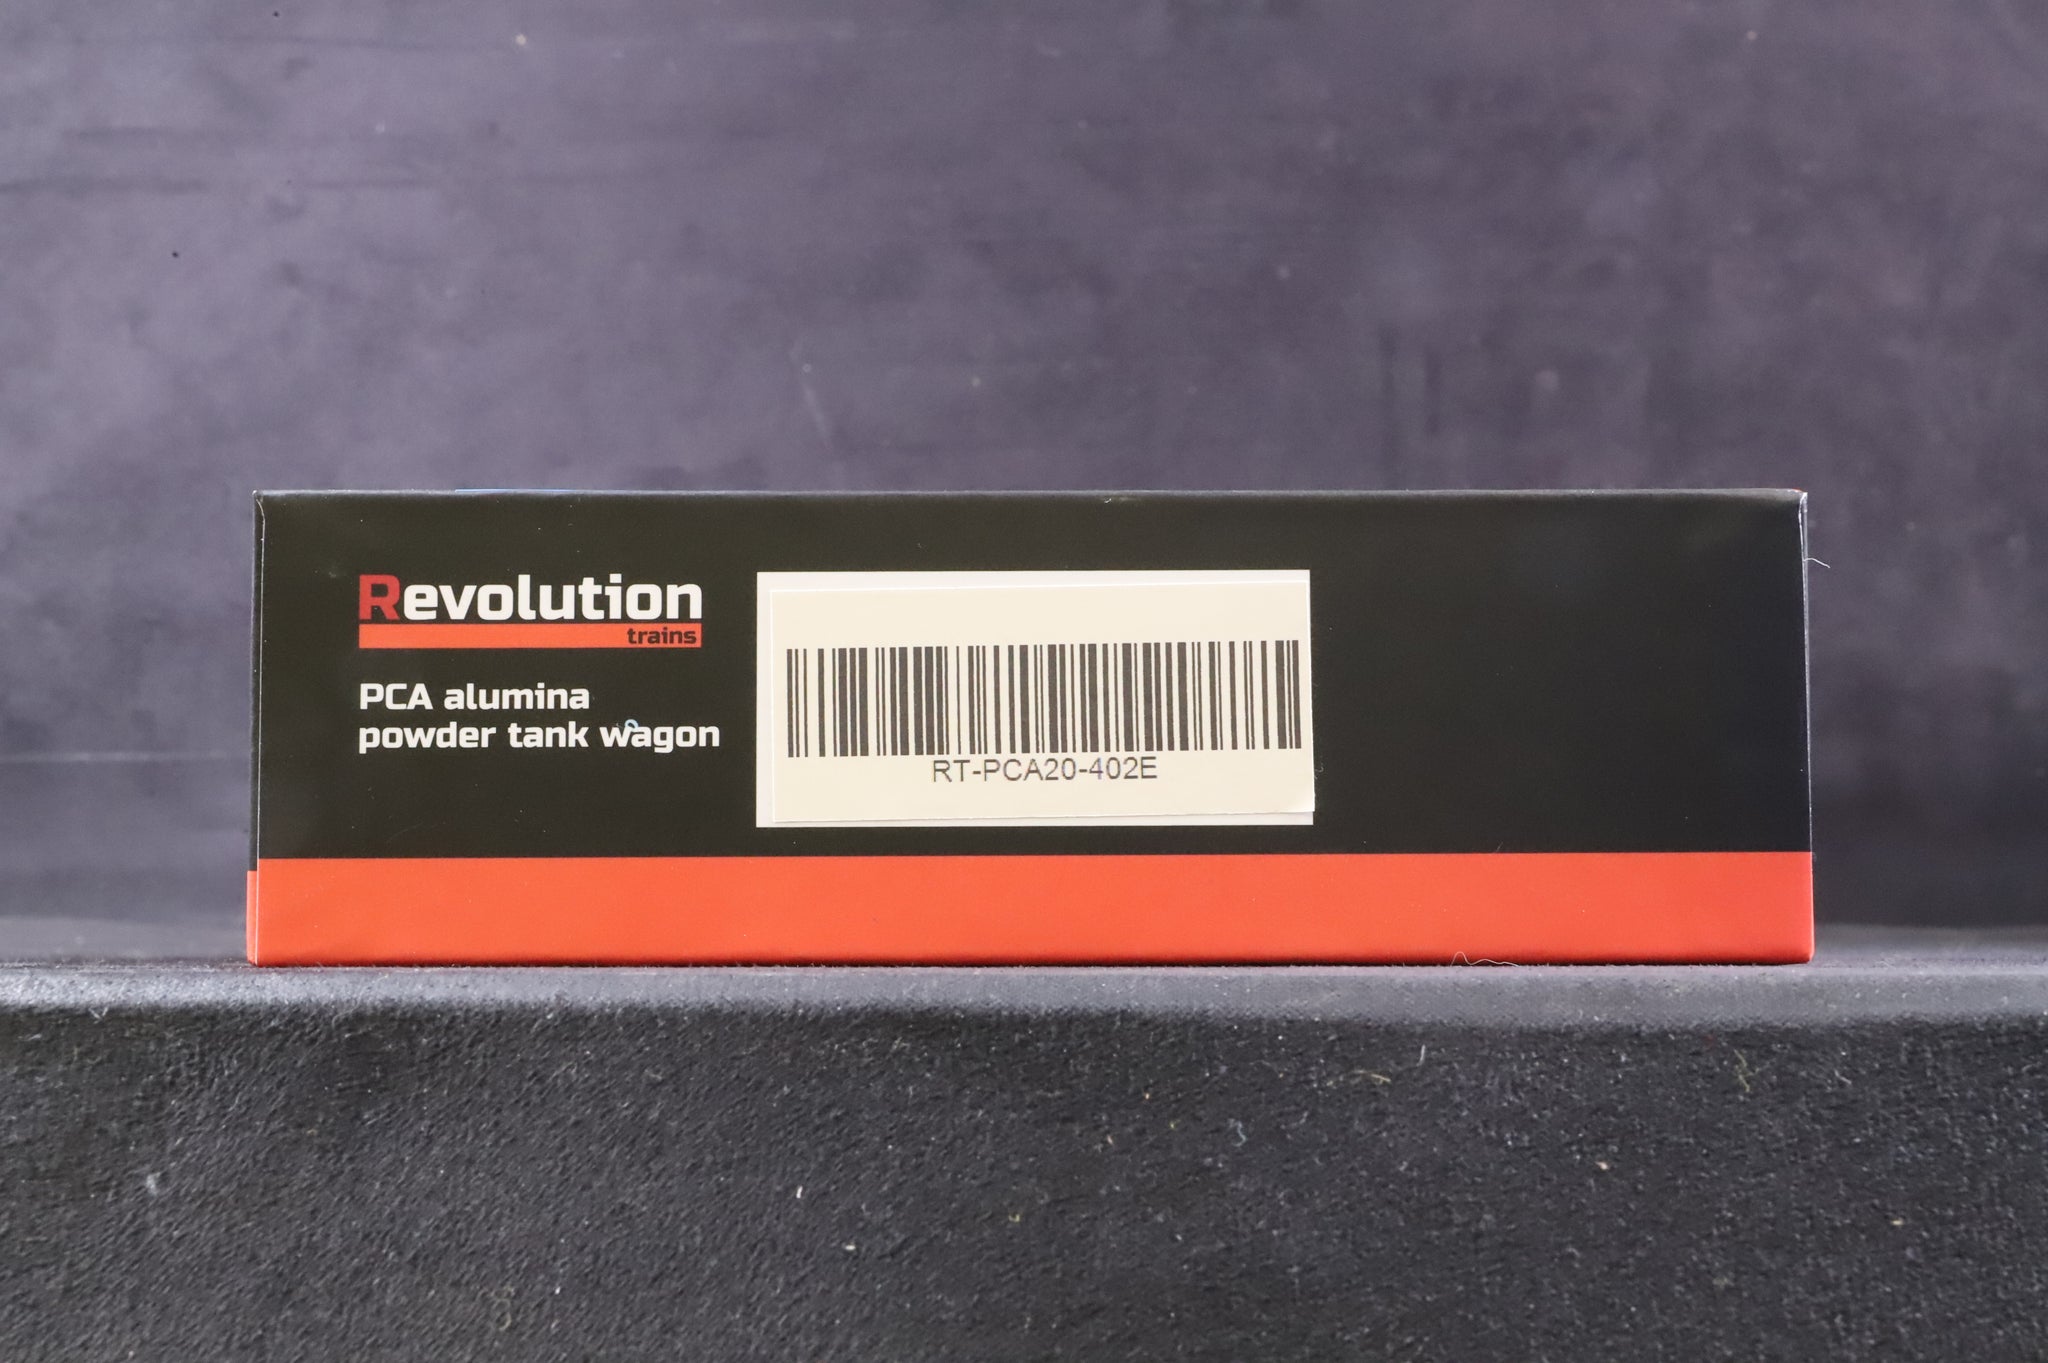 Revolution
trains
PCA alumina
powder tank wagon
RT-PCA20-402E